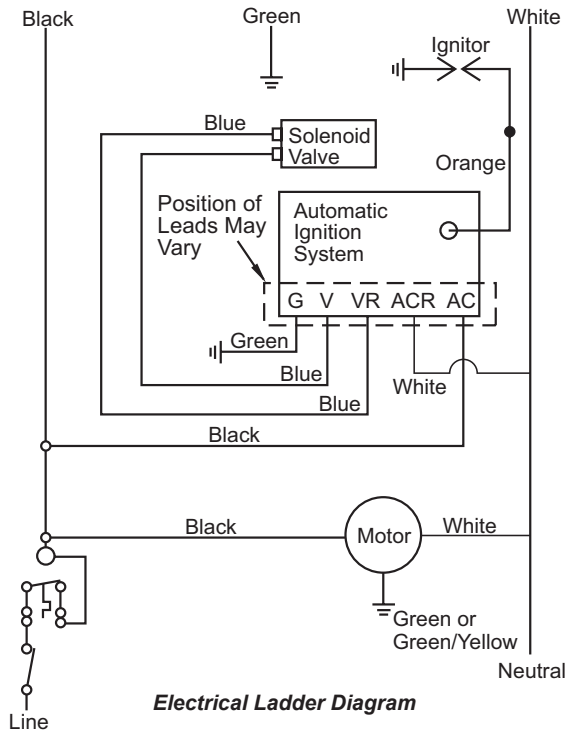 Black
Green
White
Ignitor
Blue
Solenoid
Valve
Orange
Position of
Leads May
Vary
Automatic
Ignition
System
G V VR ACR AC
Green
Blue
White
Blue
Black
Black
Motor
White
Green or
Green/Yellow
Neutral
Electrical Ladder Diagram
Line